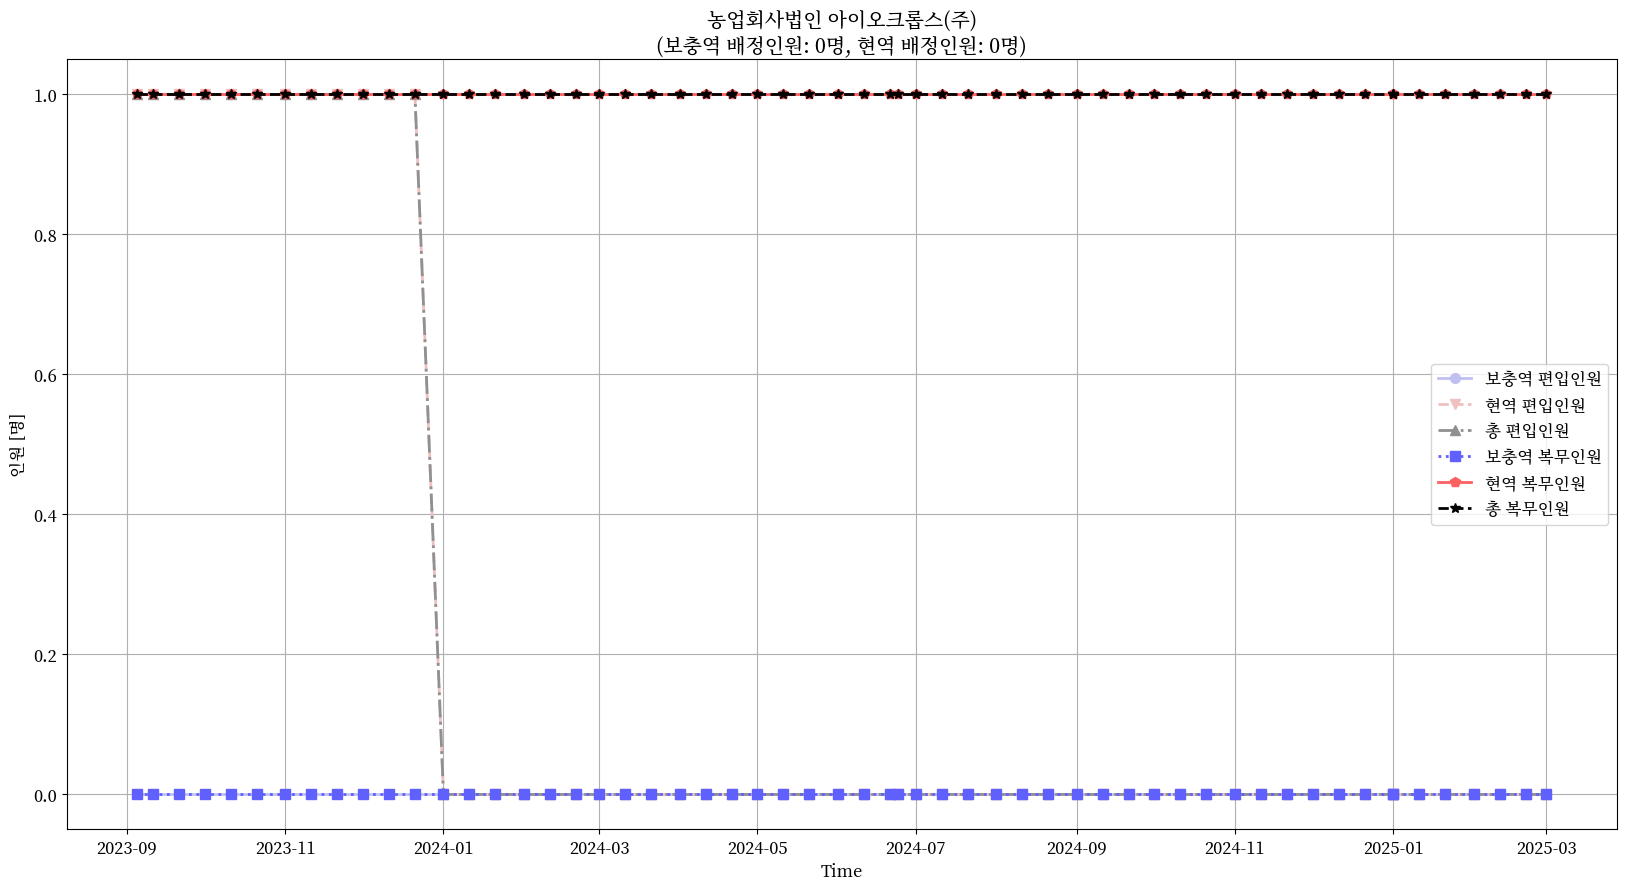 농업회사법인 아이오크롭스(주)
(보충역 배정인원: 0명, 현역 배정인원: 0명)
인원 [명]
1.0
0.8
0.6
0.4
0.2
0.0
보충역 편입인원
현역 편입인원
총 편입인원
보충역 복무인원
현역 복무인원
총 복무인원
2023-09
2023-11
2024-01
2024-03
2024-05
2024-07
2024-09
2024-11
2025-01
2025-03
Time